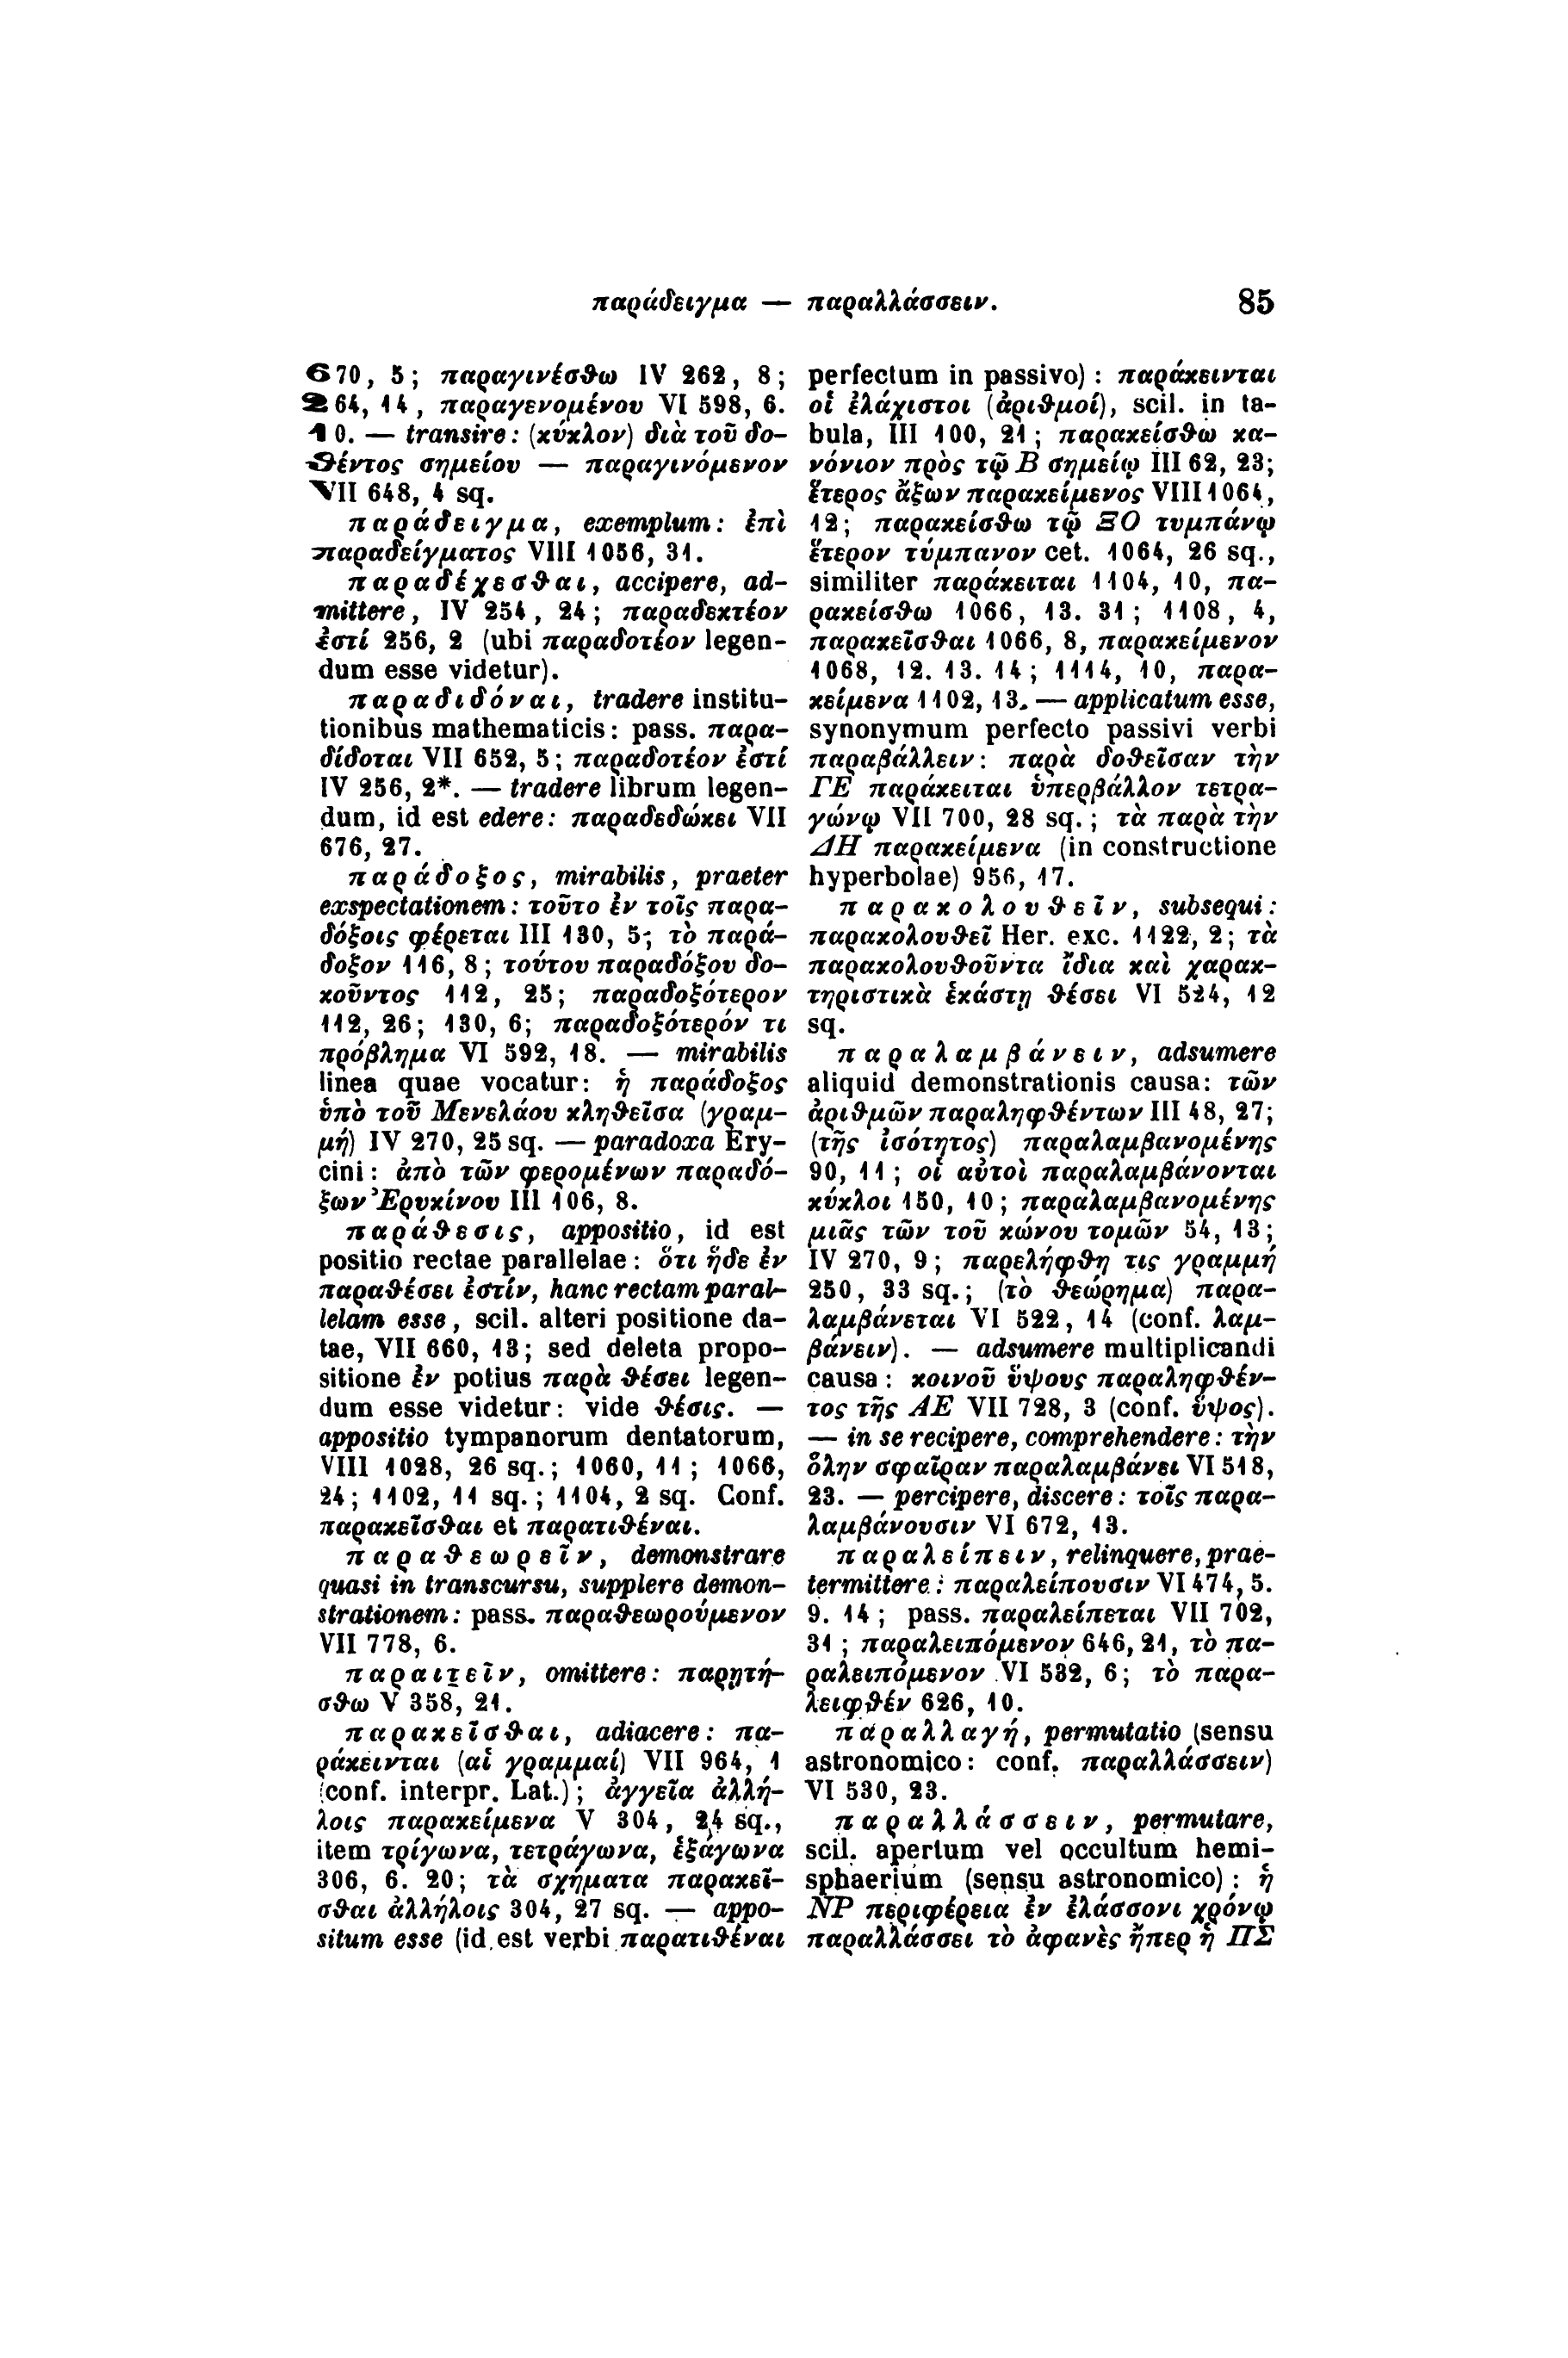 παράδειγμα — παραλλάσσειν. 85
670, 5; παραγινέσθω IV 262, 8;
264, 14, παραγενομένου VI 598, 6.
10. — transire: (κύκλον) διὰ τοῦ δο-
θέντος σημείου — παραγινόμενον
VII 648, 4 sq.
παράδειγμα, exemplum: ἐπὶ
παραδείγματος VIII 1056, 31.
παραδέχεσθαι, accipere, ad-
mittere, IV 254, 24; παραδεκτέον
ἐστί 256, 2 (ubi παραδοτέον legen-
dum esse videtur).
παραδιδόναι, tradere institu-
tionibus mathematicis: pass. παρα-
δίδοται VII 652, 5; παραδοτέον ἐστί
IV 256, 2*. — tradere librum legen-
dum, id est edere: παραδεδώκει VII
676, 27.
παράδοξος, mirabilis, praeter
exspectationem: τοῦτο ἐν τοῖς παρα-
δόξοις φέρεται III 130, 5; τὸ παρά-
δοξον 116, 8; τούτου παραδόξου δο-
κοῦντος 112, 25; παραδοξότερον
112, 26; 130, 6; παραδοξότερόν τι
πρόβλημα VI 592, 18. — mirabilis
linea quae vocatur: ἡ παράδοξος
ὑπὸ τοῦ Μενελάου κληθεῖσα (γραμ-
μή) IV 270, 25 sq. — paradoxa Ery-
cini: ἀπὸ τῶν φερομένων παραδό-
ξων Ἐρυκίνου III 106, 8.
παράθεσις, appositio, id est
positio rectae parallelae: ὅτι ἥδε ἐν
παραθέσει ἐστίν, hanc rectam paral-
lelam esse, scil. alteri positione da-
tae, VII 660, 13; sed deleta propo-
sitione ἐν potius παρὰ θέσει legen-
dum esse videtur: vide θέσις. —
appositio tympanorum dentatorum,
VIII 1028, 26 sq.; 1060, 11; 1066,
24; 1102, 11 sq.; 1104, 2 sq. Conf.
παρακεῖσθαι et παρατιθέναι.
παραθεωρεῖν, demonstrare
quasi in transcursu, supplere demon-
strationem: pass. παραθεωρούμενον
VII 778, 6.
παραιτεῖν, omittere: παρῃτή-
σθω V 358, 21.
παρακεῖσθαι, adiacere: πα-
ράκεινται (αἱ γραμμαί) VII 964, 1
(conf. interpr. Lat.); ἀγγεῖα ἀλλή-
λοις παρακείμενα V 304, 24 sq.,
item τρίγωνα, τετράγωνα, ἑξάγωνα
306, 6. 20; τὰ σχήματα παρακεῖ-
σθαι ἀλλήλοις 304, 27 sq. — appo-
situm esse (id est verbi παρατιθέναι
perfectum in passivo): παράκεινται
οἱ ἐλάχιστοι (ἀριθμοί), scil. in ta-
bula, III 100, 21; παρακείσθω κα-
νόνιον πρὸς τῷ Β σημείῳ III 62, 23;
ἕτερος ἄξων παρακείμενος VIII 1064,
12; παρακείσθω τῷ ΞΟ τυμπάνῳ
ἕτερον τύμπανον cet. 1064, 26 sq.,
similiter παράκειται 1104, 10, πα-
ρακείσθω 1066, 13. 31; 1108, 4,
παρακεῖσθαι 1066, 8, παρακείμενον
1068, 12. 13. 14; 1114, 10, παρα-
κείμενα 1102, 13. — applicatum esse,
synonymum perfecto passivi verbi
παραβάλλειν: παρὰ δοθεῖσαν τὴν
ΓΕ παράκειται ὑπερβάλλον τετρα-
γώνῳ VII 700, 28 sq.; τὰ παρὰ τὴν
ΔΗ παρακείμενα (in constructione
hyperbolae) 956, 17.
παρακολουθεῖν, subsequi:
παρακολουθεῖ Her. exc. 1122, 2; τὰ
παρακολουθοῦντα ἴδια καὶ χαρακ-
τηριστικὰ ἑκάστῃ θέσει VI 524, 12
sq.
παραλαμβάνειν, adsumere
aliquid demonstrationis causa: τῶν
ἀριθμῶν παραληφθέντων III 48, 27;
(τῆς ἰσότητος) παραλαμβανομένης
90, 11; οἱ αὐτοὶ παραλαμβάνονται
κύκλοι 150, 10; παραλαμβανομένης
μιᾶς τῶν τοῦ κώνου τομῶν 54, 13;
IV 270, 9; παρελήφθη τις γραμμή
250, 33 sq.; (τὸ θεώρημα) παρα-
λαμβάνεται VI 522, 14 (conf. λαμ-
βάνειν). — adsumere multiplicandi
causa: κοινοῦ ὕψους παραληφθέν-
τος τῆς ΑΕ VII 728, 3 (conf. ὕψος).
— in se recipere, comprehendere: τὴν
ὅλην σφαῖραν παραλαμβάνει VI 518,
23. — percipere, discere: τοῖς παρα-
λαμβάνουσιν VI 672, 13.
παραλείπειν, relinquere, prae-
termittere: παραλείπουσιν VI 474, 5.
9. 14; pass. παραλείπεται VII 702,
31; παραλειπόμενον 646, 21, τὸ πα-
ραλειπόμενον VI 532, 6; τὸ παρα-
λειφθέν 626, 10.
παραλλαγή, permutatio (sensu
astronomico: conf. παραλλάσσειν)
VI 530, 23.
παραλλάσσειν, permutare,
scil. apertum vel occultum hemi-
sphaerium (sensu astronomico): ἡ
ΝΡ περιφέρεια ἐν ἐλάσσονι χρόνῳ
παραλλάσσει τὸ ἀφανὲς ἤπερ ἡ ΠΣ